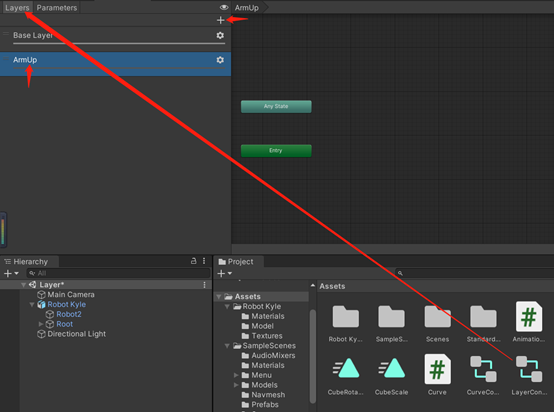 Layers Parameters
ArmUp
Base Layer
ArmUp
Any State
Entry
Hierarchy
All
Layer*
Main Camera
Robot Kyle
Robot2
Root
Directional Light
Project
Assets
Robot Kyle
Materials
Model
Textures
SampleScenes
AudioMixers
Menu
Models
Navmesh
Prefabs
Assets
Robot Ky...
SampleS...
Scenes
Standard...
Animatio...
CubeRota...
CubeScale
Curve
CurveCo...
LayerCon...